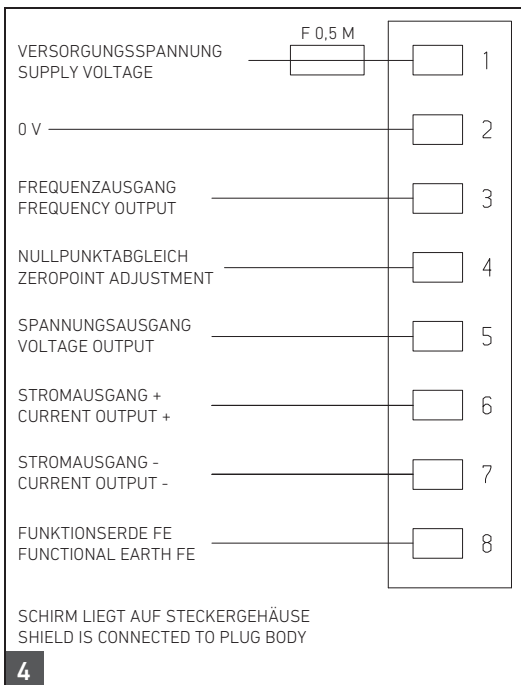 F 0,5 M
VERSORGUNGSSPANNUNG
SUPPLY VOLTAGE
1
0 V
2
FREQUENZAUSGANG
FREQUENCY OUTPUT
3
NULLPUNKTABGLEICH
ZEROPOINT ADJUSTMENT
4
SPANNUNGSAUSGANG
VOLTAGE OUTPUT
5
STROMAUSGANG +
CURRENT OUTPUT +
6
STROMAUSGANG -
CURRENT OUTPUT -
7
FUNKTIONSERDE FE
FUNCTIONAL EARTH FE
8
SCHIRM LIEGT AUF STECKERGEHÄUSE
SHIELD IS CONNECTED TO PLUG BODY
4